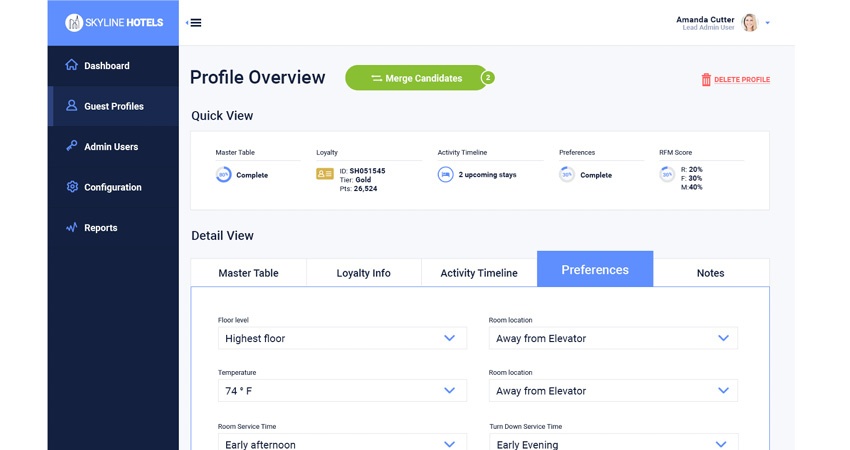 SKYLINE HOTELS
Amanda Cutter
Lead Admin User
Dashboard
Guest Profiles
Admin Users
Configuration
Reports
Profile Overview
Merge Candidates
2
DELETE PROFILE
Quick View
Master Table
80%
Complete
Loyalty
ID: SH051545
Tier: Gold
Pts: 26,524
Activity Timeline
2 upcoming stays
Preferences
30%
Complete
RFM Score
30%
R: 20%
F: 30%
M:40%
Detail View
Master Table
Loyalty Info
Activity Timeline
Preferences
Notes
Floor level
Highest floor
Room location
Away from Elevator
Temperature
74 ° F
Room location
Away from Elevator
Room Service Time
Early afternoon
Turn Down Service Time
Early Evening